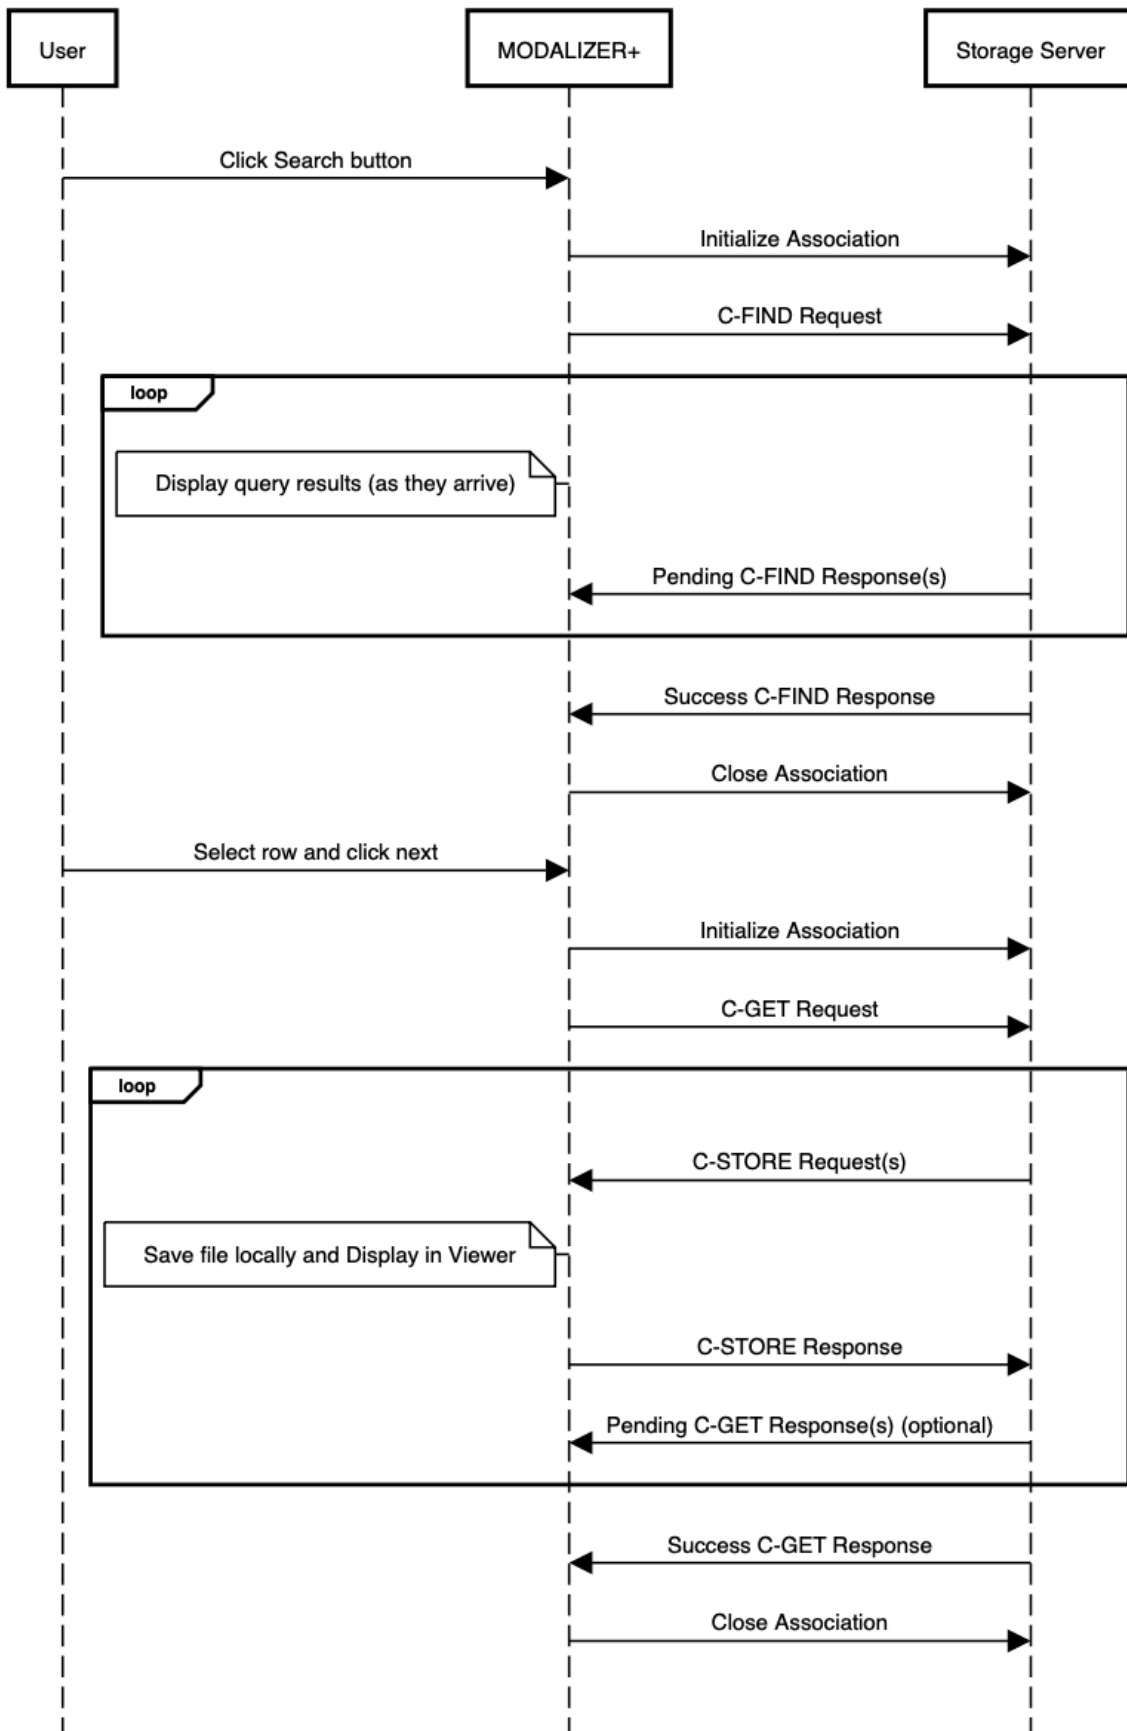 User
MODALIZER+
Storage Server
Click Search button
Initialize Association
C-FIND Request
loop
Display query results (as they arrive)
Pending C-FIND Response(s)
Success C-FIND Response
Close Association
Select row and click next
Initialize Association
C-GET Request
loop
C-STORE Request(s)
Save file locally and Display in Viewer
C-STORE Response
Pending C-GET Response(s) (optional)
Success C-GET Response
Close Association